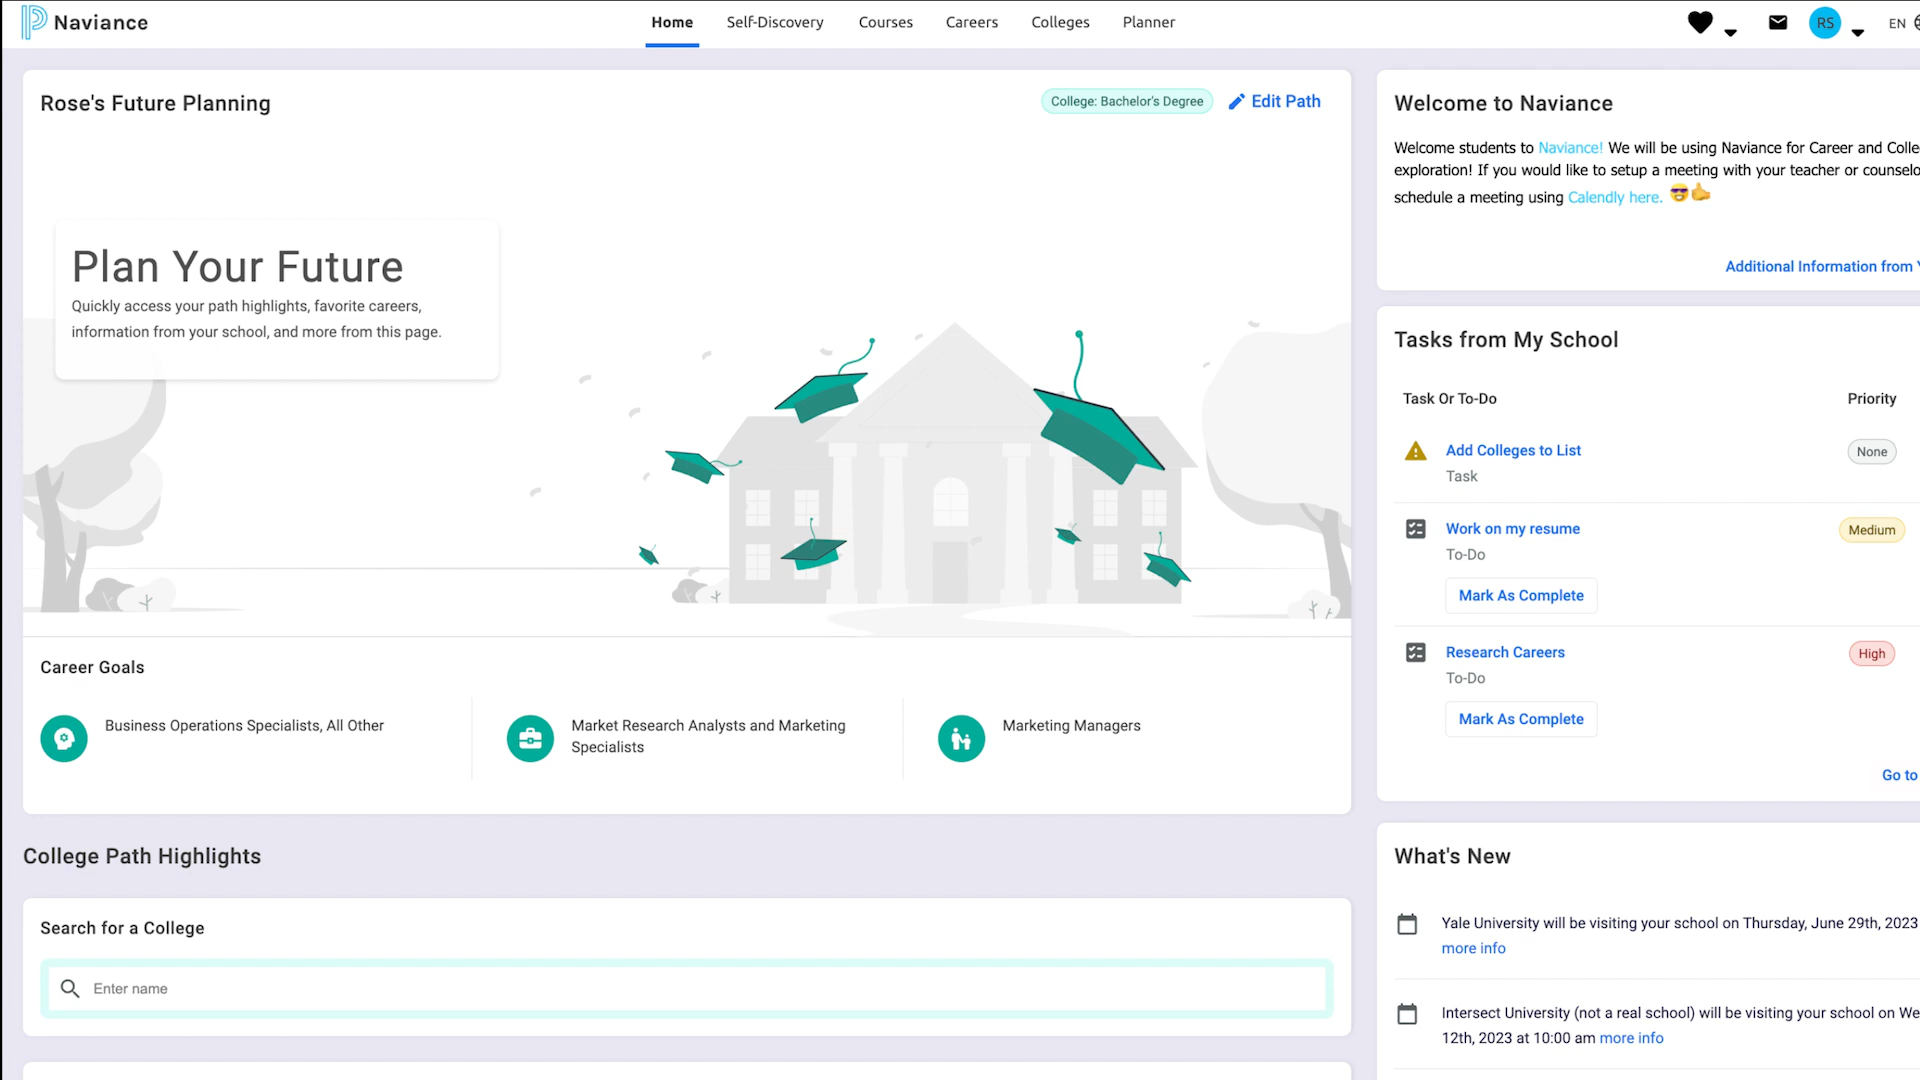 Naviance
Home
Self-Discovery
Courses
Careers
Colleges
Planner
RS
EN
Rose's Future Planning
College: Bachelor's Degree
Edit Path
Plan Your Future
Quickly access your path highlights, favorite careers,
information from your school, and more from this page.
Career Goals
Business Operations Specialists, All Other
Market Research Analysts and Marketing
Specialists
Marketing Managers
College Path Highlights
Search for a College
Enter name
Welcome to Naviance
Welcome students to Naviance! We will be using Naviance for Career and Colle
exploration! If you would like to setup a meeting with your teacher or counselo
schedule a meeting using Calendly here. 😎👍
Additional Information from Y
Tasks from My School
Task Or To-Do
Priority
Add Colleges to List
None
Task
Work on my resume
Medium
To-Do
Mark As Complete
Research Careers
High
To-Do
Mark As Complete
Go to
What's New
Yale University will be visiting your school on Thursday, June 29th, 2023
more info
Intersect University (not a real school) will be visiting your school on We
12th, 2023 at 10:00 am more info